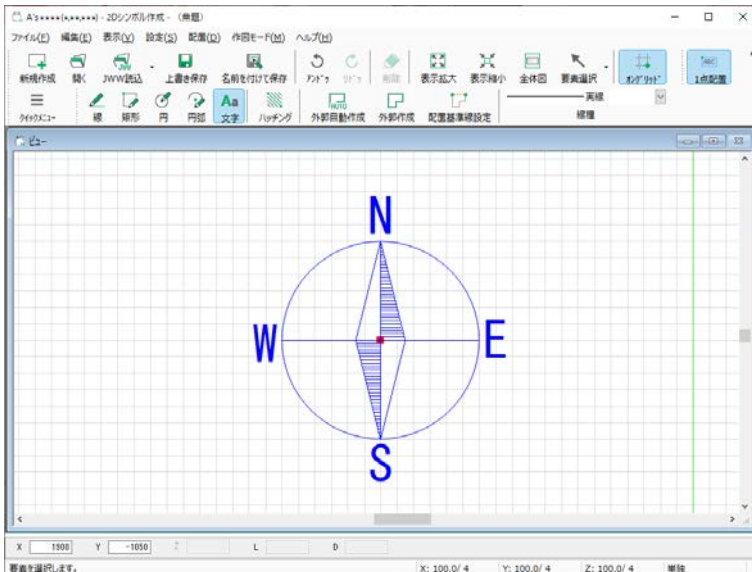 A's****(*,**,***) - 2Dシンボル作成 - (無題)
ファイル(F) 編集(E) 表示(V) 設定(S) 配置(D) 作図モード(M) ヘルプ(H)
新規作成 開く JWW読込 上書き保存 名前を付けて保存 アンドゥ リドゥ 削除 表示拡大 表示縮小 全体図 要素選択 オングリッド 1点配置
クイックメニュー 線 矩形 円 円弧 文字 ハッチング 外郭自動作成 外郭作成 配置基準線設定 実線
線種
ビュー
N
W E
S
X 1900 Y -1050 Z L D
要素を選択します。 X: 100.0/ 4 Y: 100.0/ 4 Z: 100.0/ 4 単独